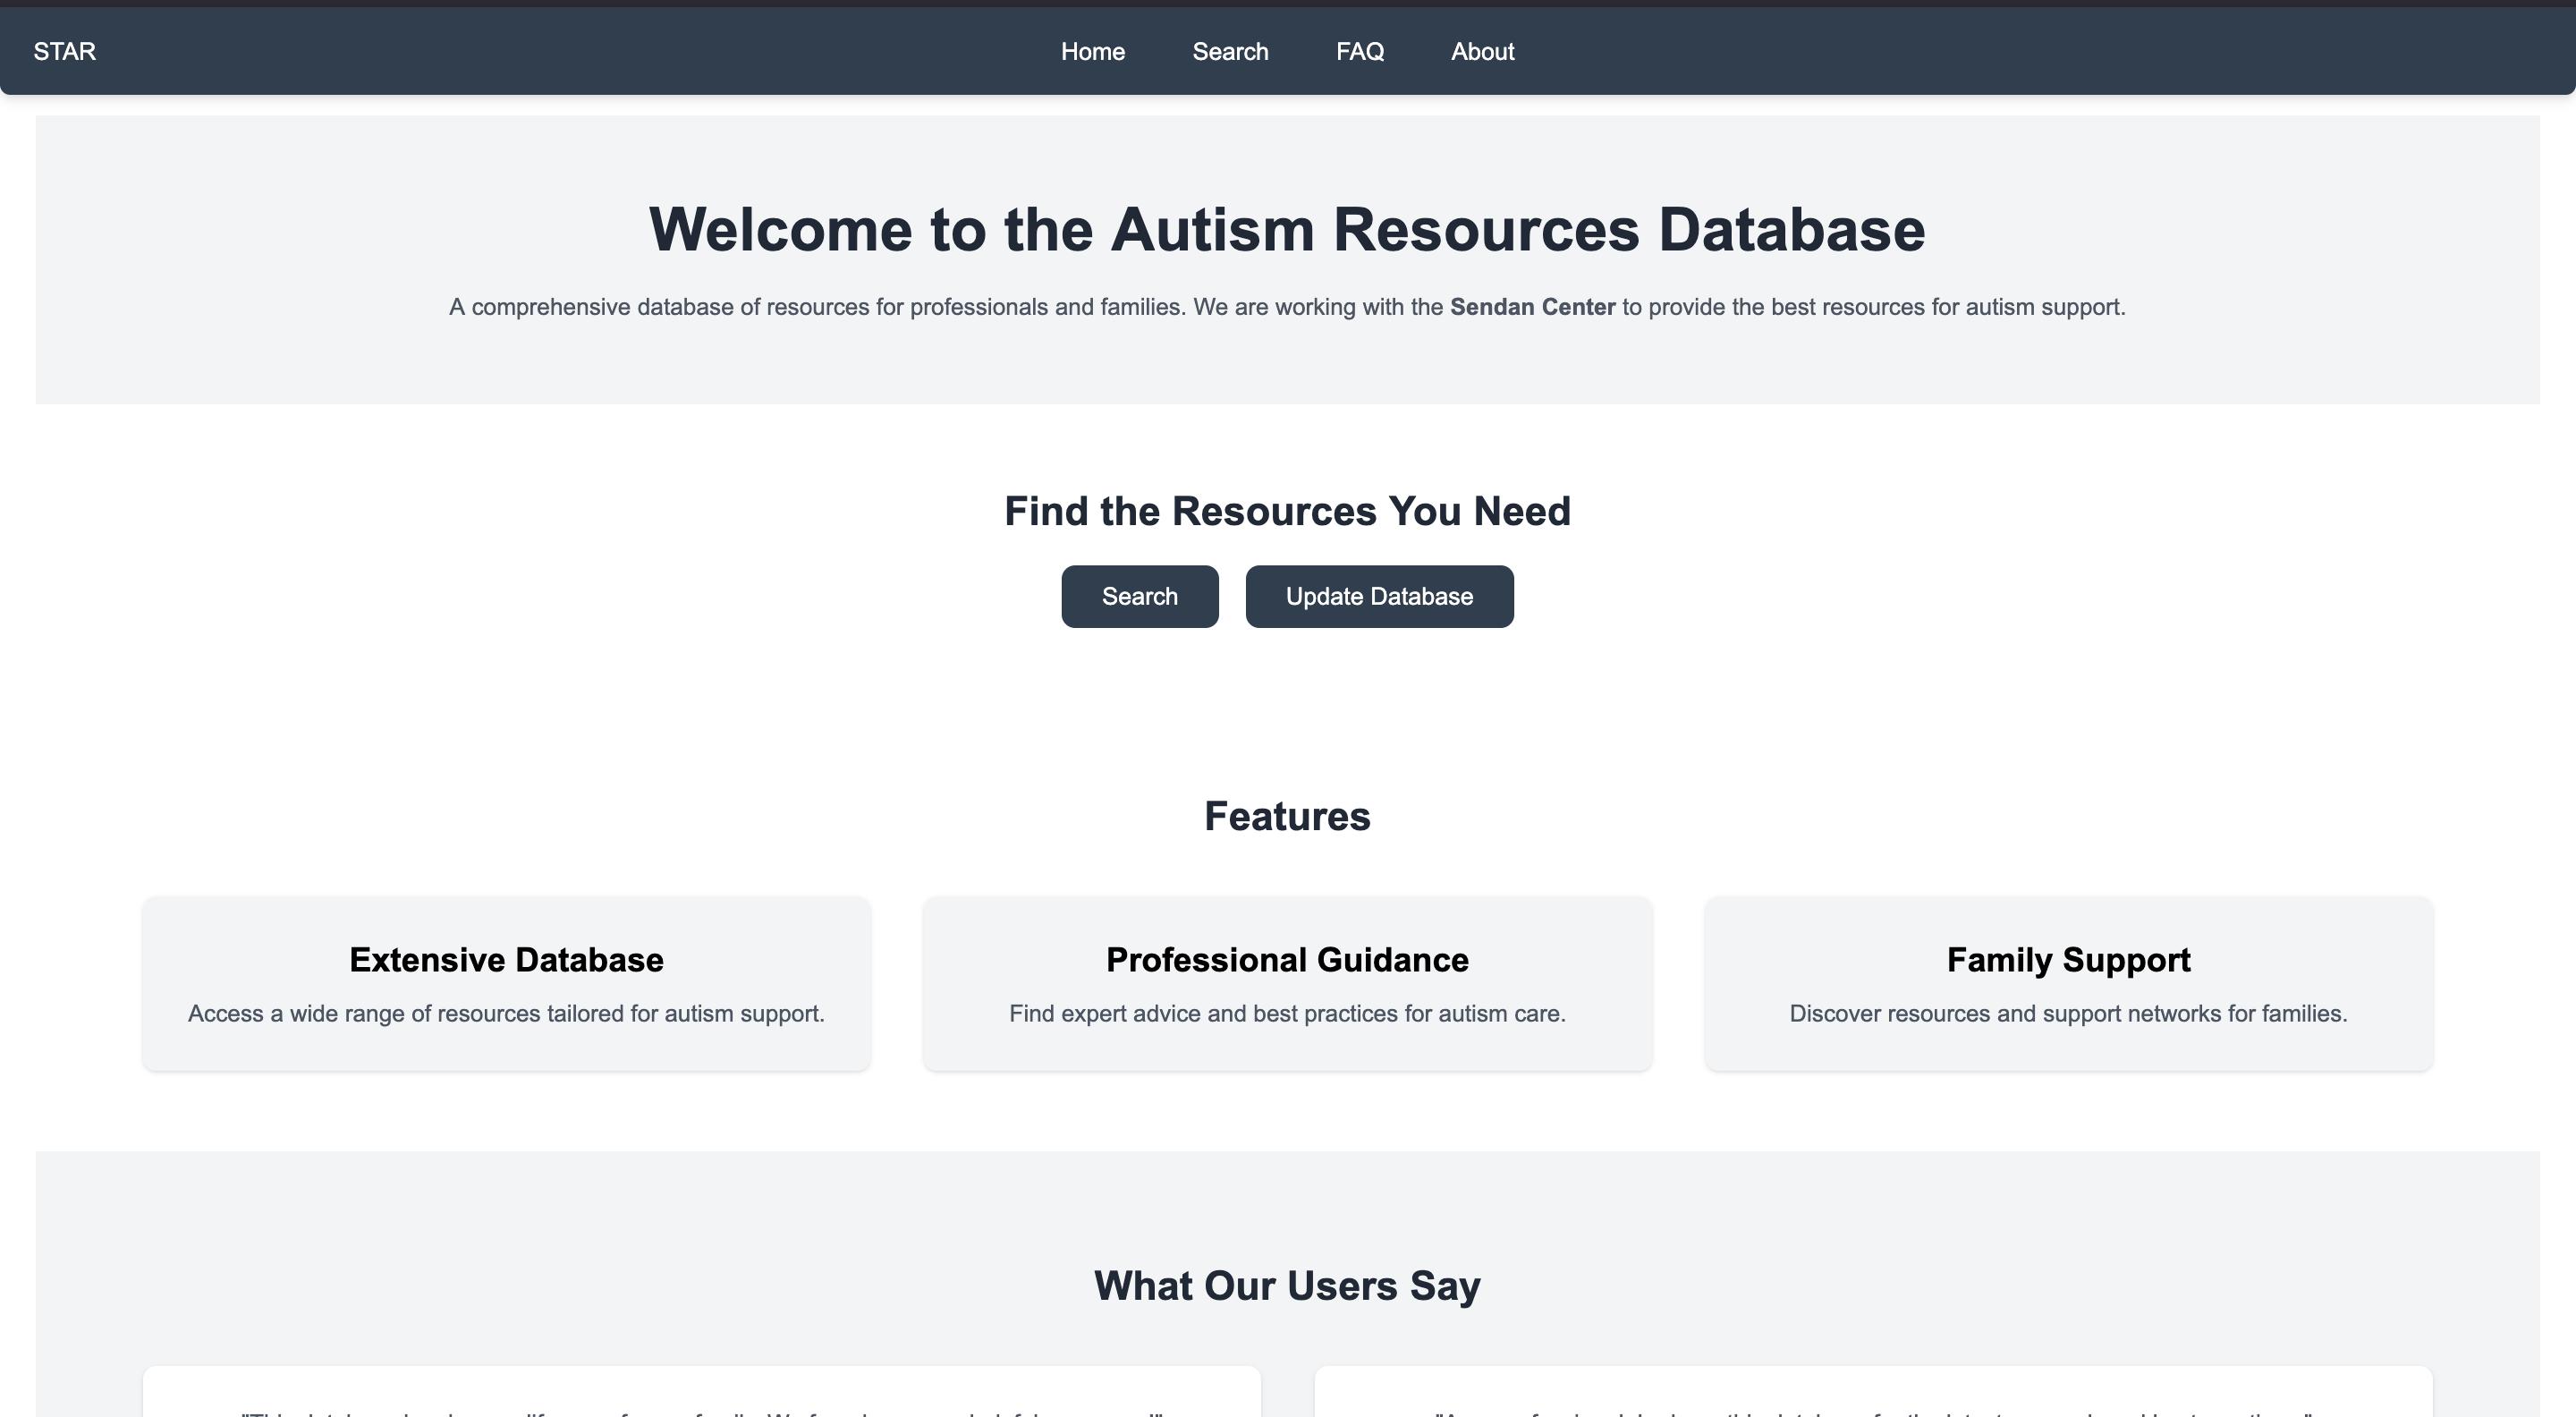 STAR
Home Search FAQ About
Welcome to the Autism Resources Database
A comprehensive database of resources for professionals and families. We are working with the Sendan Center to provide the best resources for autism support.
Find the Resources You Need
Search Update Database
Features
Extensive Database
Access a wide range of resources tailored for autism support.
Professional Guidance
Find expert advice and best practices for autism care.
Family Support
Discover resources and support networks for families.
What Our Users Say